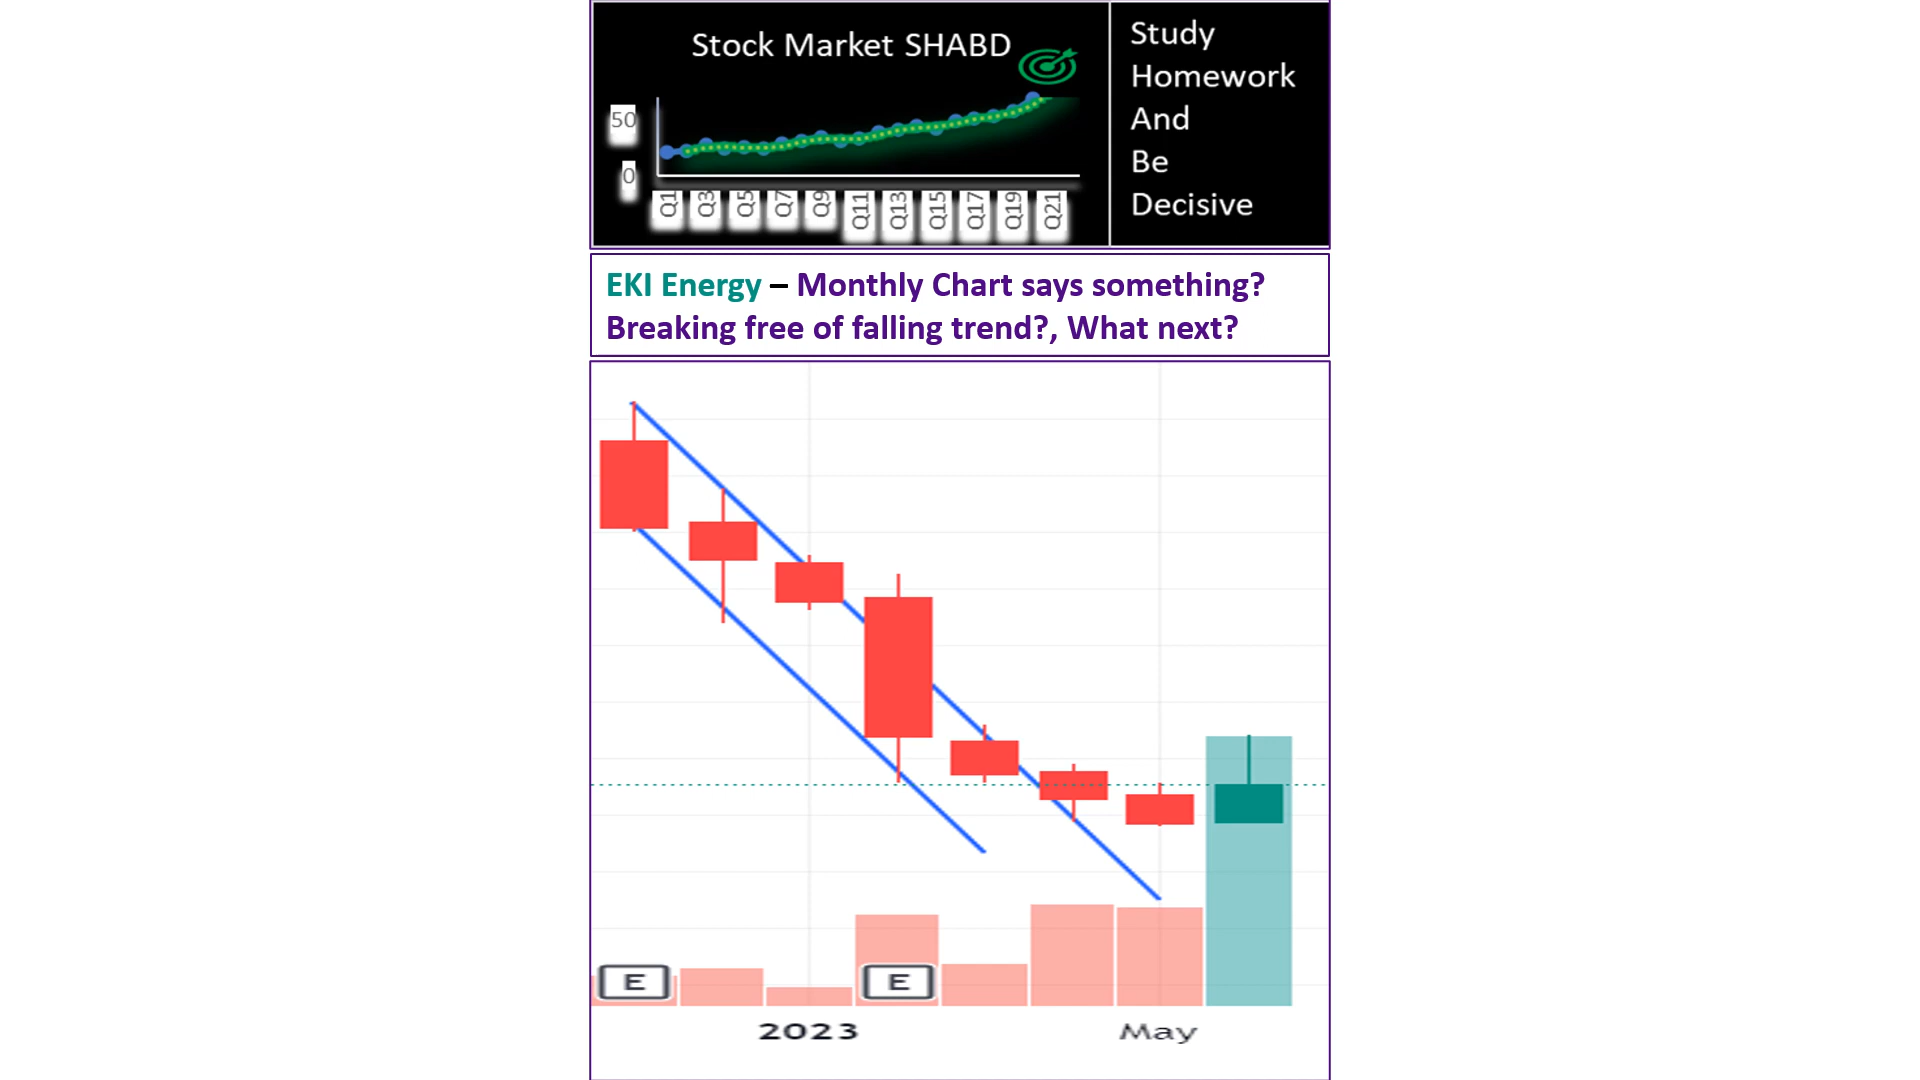 Stock Market SHABD
50
0
Q1 Q3 Q5 Q7 Q9 Q11 Q13 Q15 Q17 Q19 Q21
Study
Homework
And
Be
Decisive
EKI Energy – Monthly Chart says something?
Breaking free of falling trend?, What next?
E E
2023 May